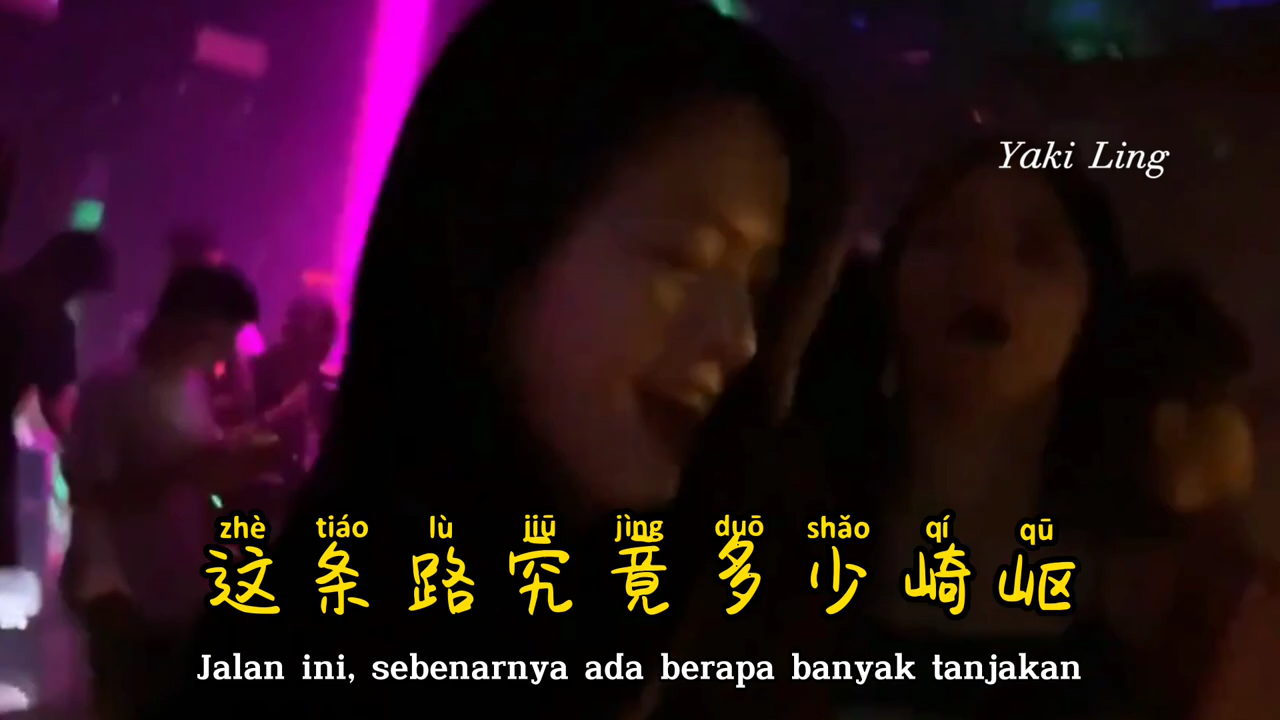 Yaki Ling
zhè tiáo lù jiū jìng duō shǎo qí qū
这条路究竟多少崎岖
Jalan ini, sebenarnya ada berapa banyak tanjakan